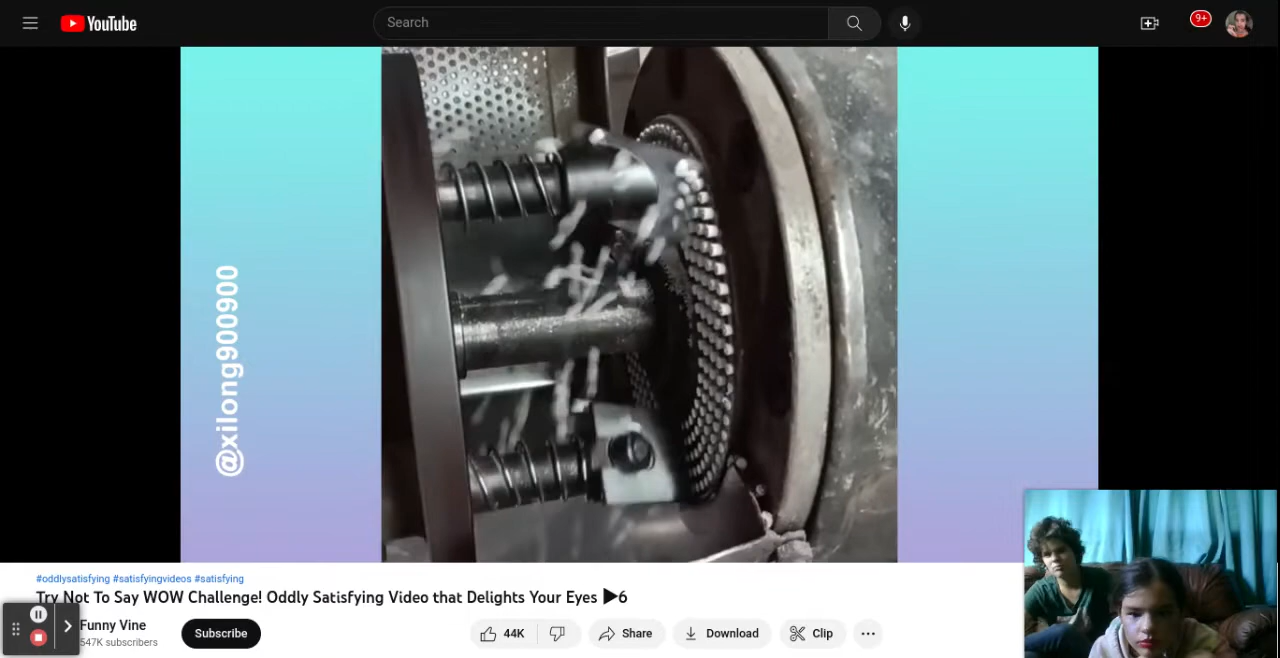 YouTube
Search
9+
@xilong600900
#oddlysatisfying #satisfyingvideos #satisfying
Try Not To Say WOW Challenge! Oddly Satisfying Video that Delights Your Eyes ▶6
Funny Vine
547K subscribers
Subscribe
44K
Share
Download
Clip